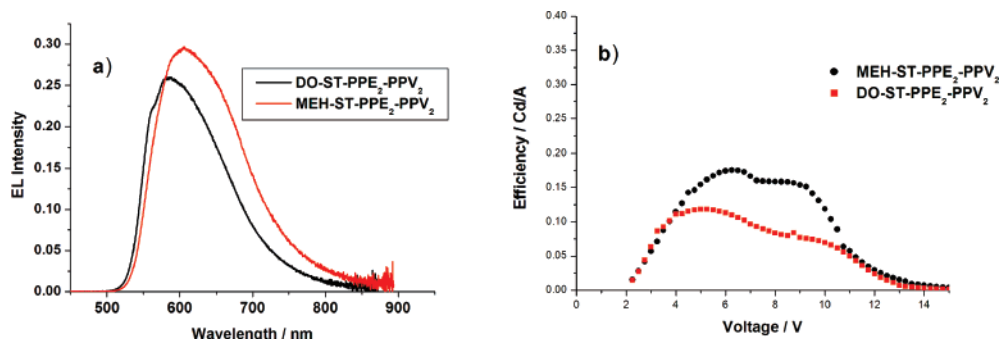 a)
DO-ST-PPE₂-PPV₂
MEH-ST-PPE₂-PPV₂
EL Intensity
0.30
0.25
0.20
0.15
0.10
0.05
0.00
500
600
700
800
900
Wavelength / nm
b)
MEH-ST-PPE₂-PPV₂
DO-ST-PPE₂-PPV₂
Efficiency / Cd/A
0.40
0.35
0.30
0.25
0.20
0.15
0.10
0.05
0.00
0
2
4
6
8
10
12
14
Voltage / V